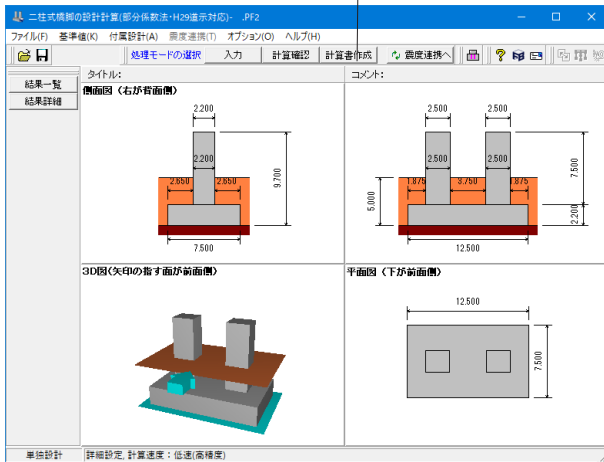 二柱式橋脚の設計計算(部分係数法・H29道示対応)- .PF2
ファイル(F) 基準値(K) 付属設計(A) 震度連携(T) オプション(O) ヘルプ(H)
処理モードの選択 入力 計算確認 計算書作成 震度連携へ
結果一覧
結果詳細
タイトル: コメント:
側面図 (右が背面側)
2.200
2.200
2.650 2.650
9.700
7.500
2.500 2.500
2.500 2.500
1.875 3.750 1.875
7.500
5.000
2.200
12.500
3D図(矢印の指す面が前面側)
平面図 (下が前面側)
12.500
7.500
単独設計 詳細設定, 計算速度:低速(高精度)